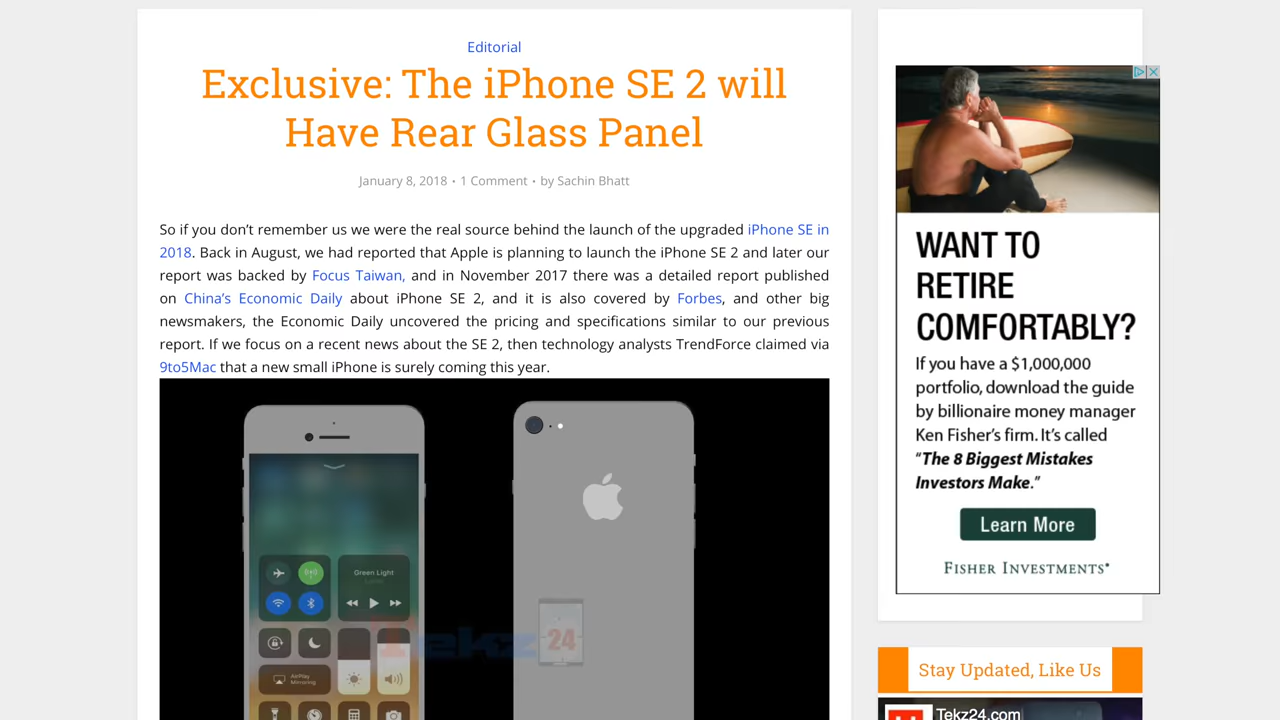 Editorial
Exclusive: The iPhone SE 2 will
Have Rear Glass Panel
January 8, 2018 • 1 Comment • by Sachin Bhatt
So if you don’t remember us we were the real source behind the launch of the upgraded iPhone SE in
2018. Back in August, we had reported that Apple is planning to launch the iPhone SE 2 and later our
report was backed by Focus Taiwan, and in November 2017 there was a detailed report published
on China’s Economic Daily about iPhone SE 2, and it is also covered by Forbes, and other big
newsmakers, the Economic Daily uncovered the pricing and specifications similar to our previous
report. If we focus on a recent news about the SE 2, then technology analysts TrendForce claimed via
9to5Mac that a new small iPhone is surely coming this year.
Green Light
AirPlay
Mirroring
Tekz
24
WANT TO
RETIRE
COMFORTABLY?
If you have a $1,000,000
portfolio, download the guide
by billionaire money manager
Ken Fisher’s firm. It’s called
“The 8 Biggest Mistakes
Investors Make.”
Learn More
FISHER INVESTMENTS®
Stay Updated, Like Us
Tekz24.com